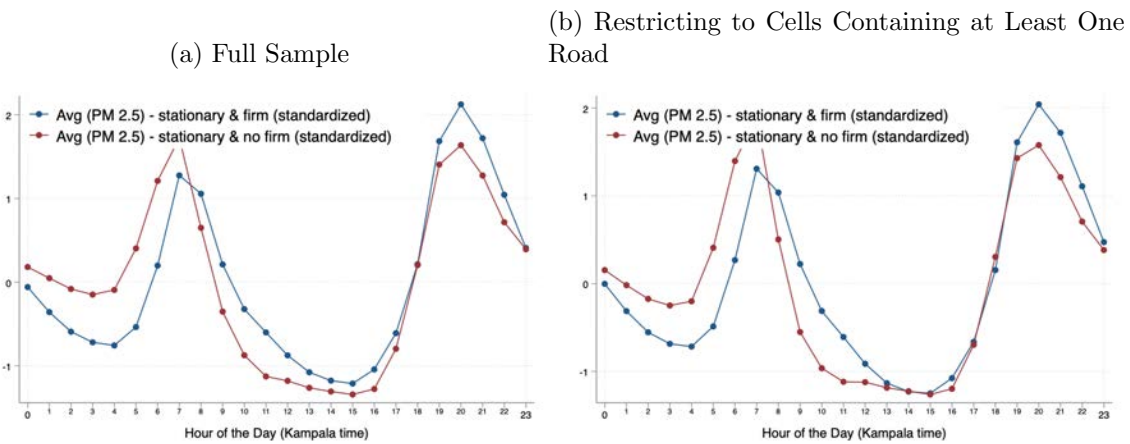 (a) Full Sample
(b) Restricting to Cells Containing at Least One
Road
Avg (PM 2.5) - stationary & firm (standardized)
Avg (PM 2.5) - stationary & no firm (standardized)
2
1
0
-1
0 1 2 3 4 5 6 7 8 9 10 11 12 13 14 15 16 17 18 19 20 21 22 23
Hour of the Day (Kampala time)
Avg (PM 2.5) - stationary & firm (standardized)
Avg (PM 2.5) - stationary & no firm (standardized)
2
1
0
-1
0 1 2 3 4 5 6 7 8 9 10 11 12 13 14 15 16 17 18 19 20 21 22 23
Hour of the Day (Kampala time)